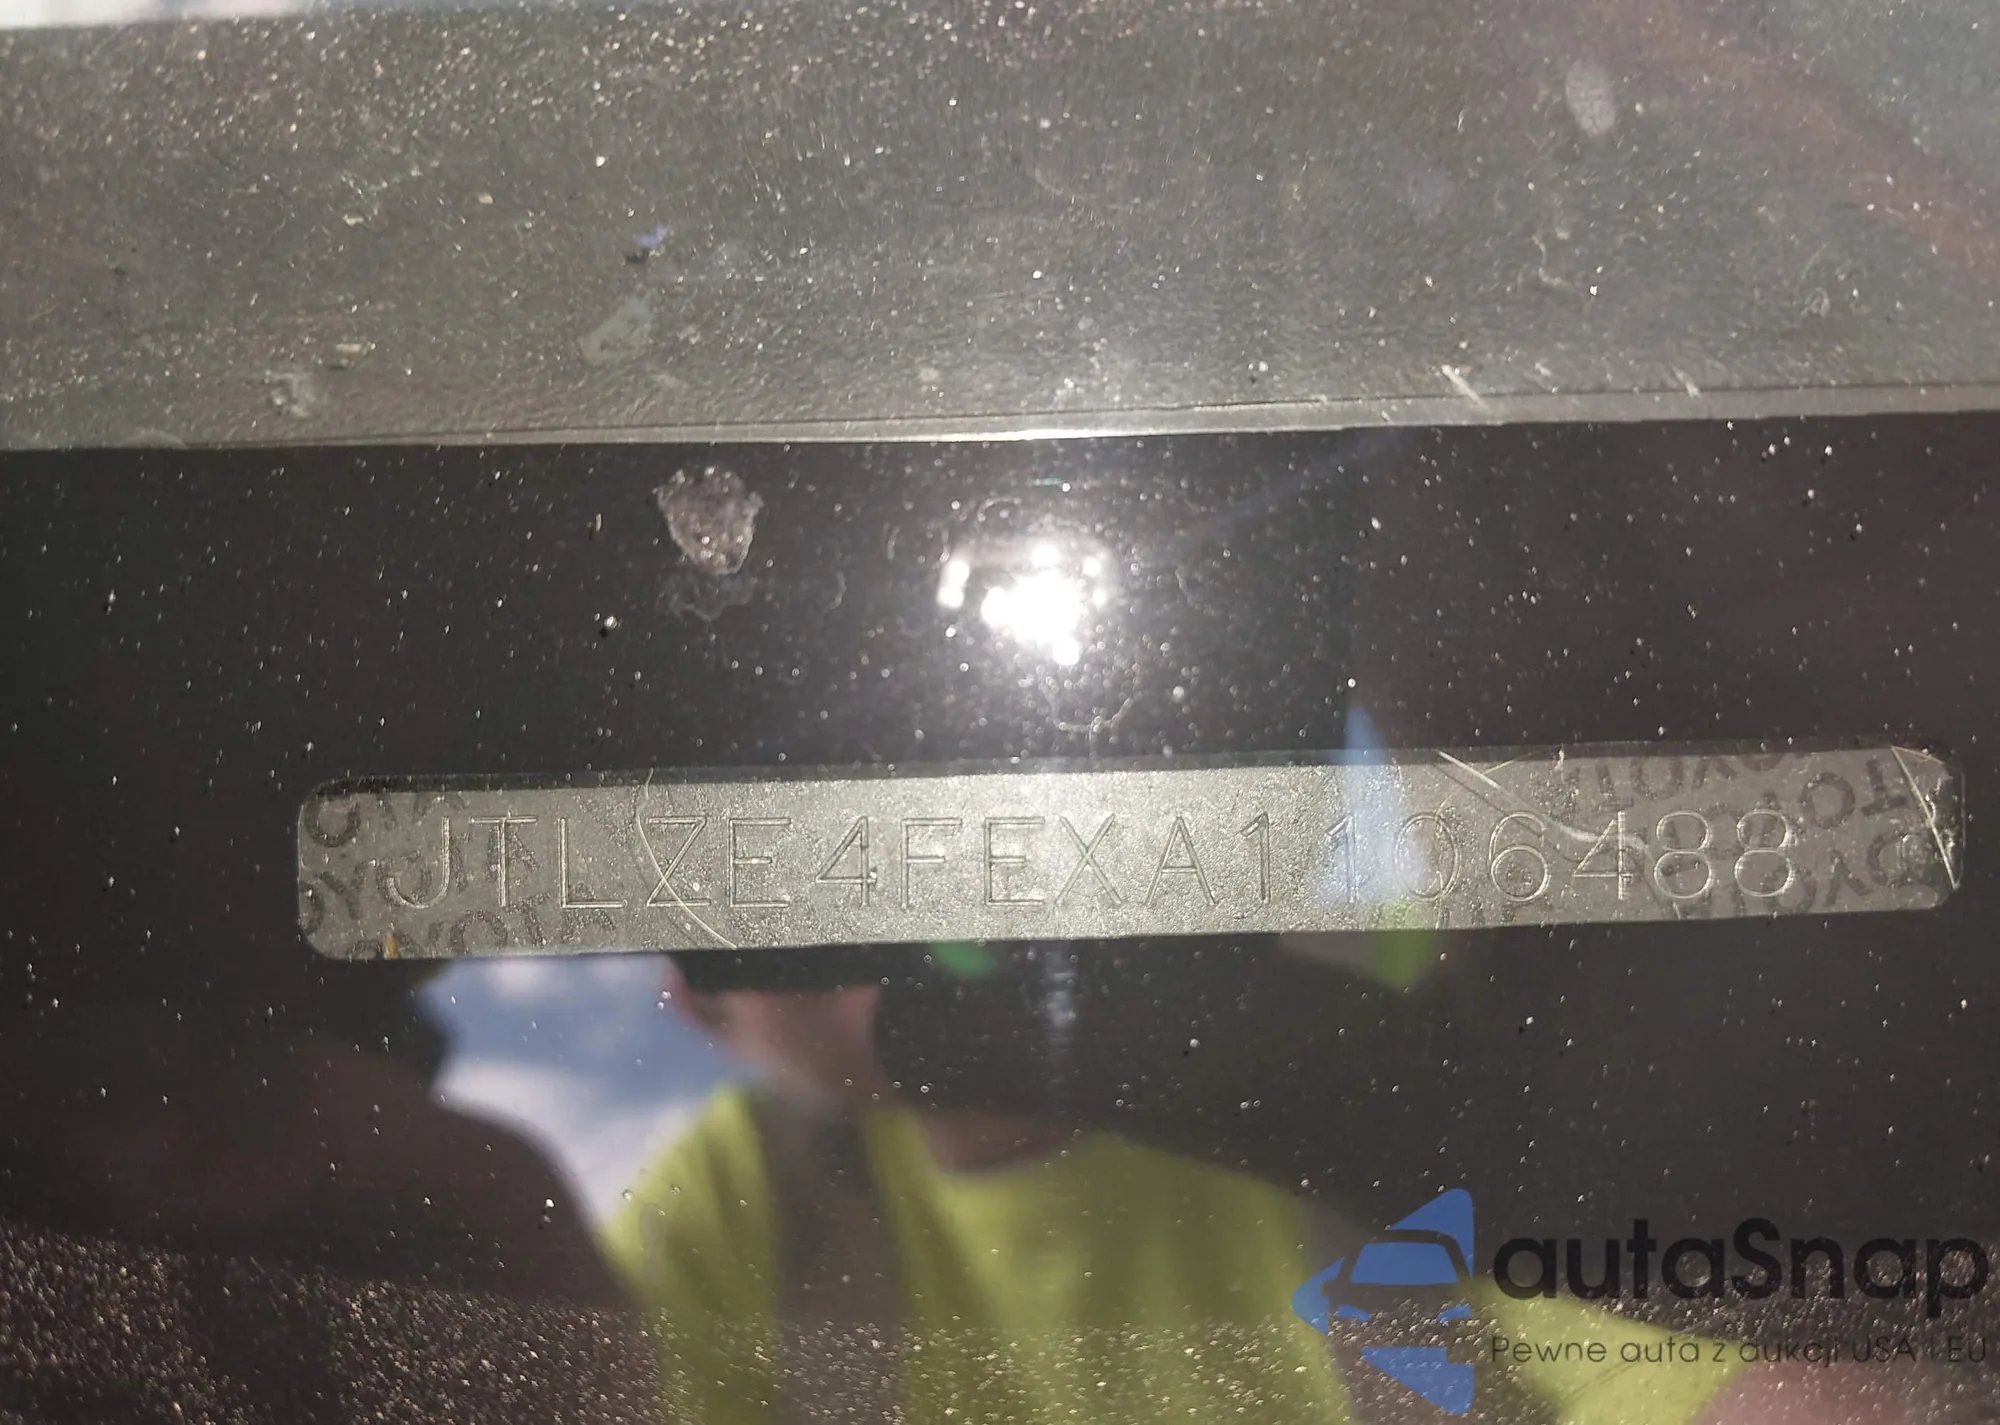 JTLZE4FEXA1106488
autaSnap
Pewne auta z aukcji USA i EU